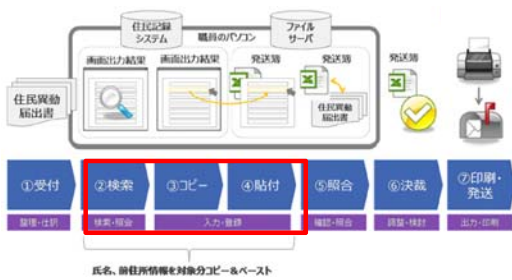 住民記録
システム
職員のパソコン
ファイル
サーバ
画面出力結果
画面出力結果
発送簿
発送簿
発送簿
住民異動
届出書
住民異動
届出書
①受付
②検索
③コピー
④貼付
⑤照合
⑥決裁
⑦印刷・
発送
整理・仕訳
検索・照会
入力・登録
確認・照合
調整・検討
出力・印刷
氏名、前住所情報を対象分コピー&ペースト